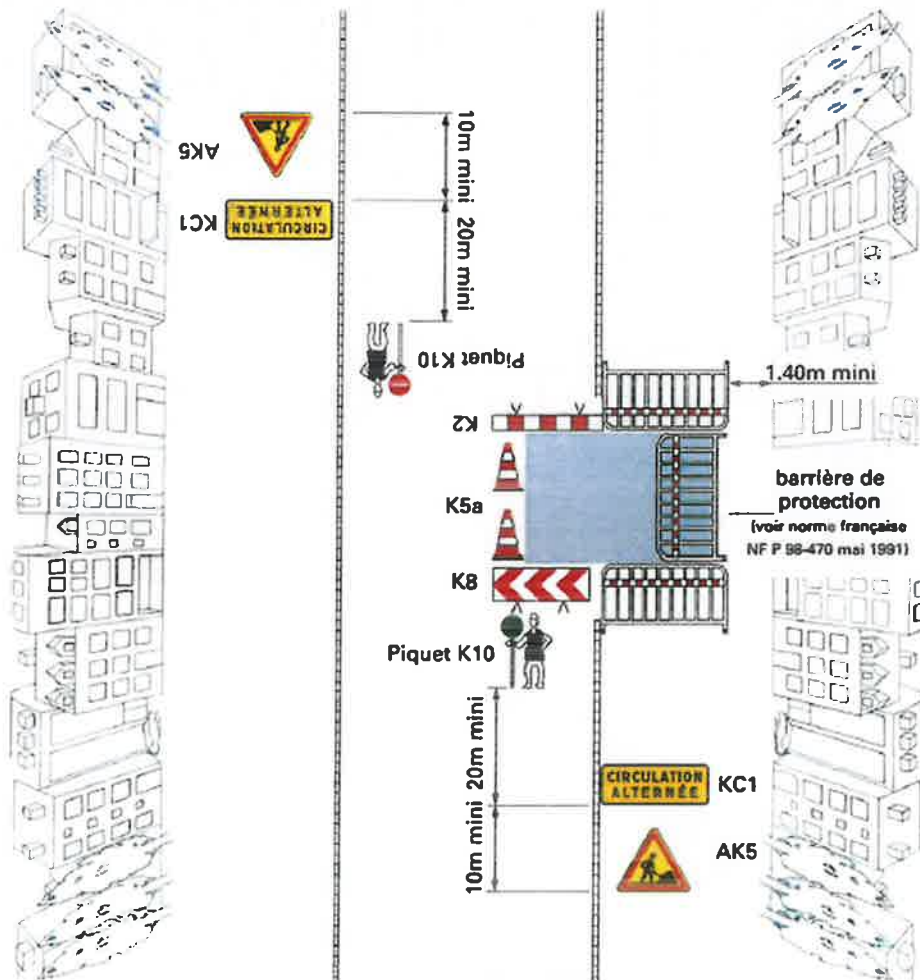 AK5
10m mini
KC1
CIRCULATION
ALTERNÉE
20m mini
Piquet K10
1.40m mini
K2
K5a
barrière de
protection
(voir norme française
NF P 98-470 mai 1991)
K8
Piquet K10
20m mini
CIRCULATION
ALTERNÉE
KC1
10m mini
AK5